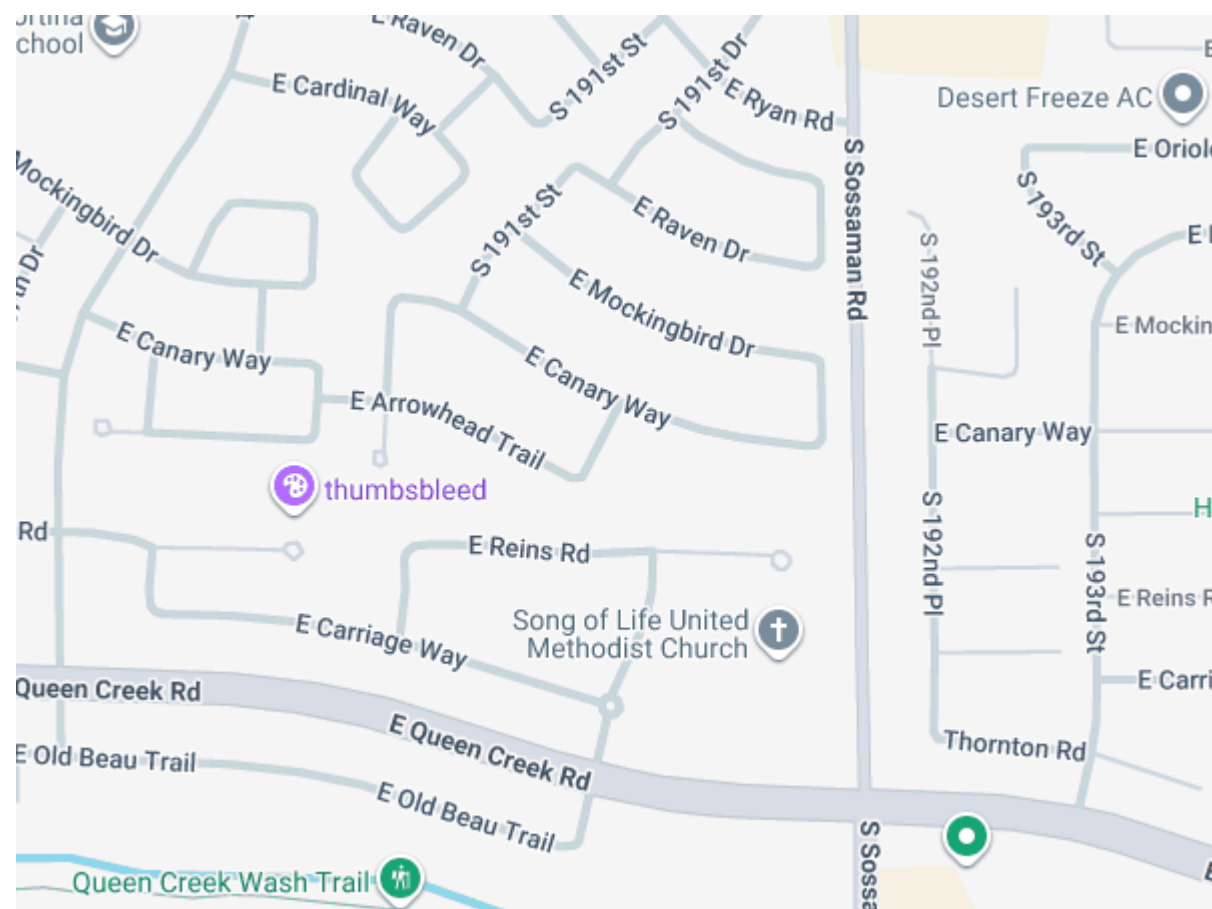 chool
E Raven Dr
S 191st St
S 191st Dr
E Cardinal Way
E Ryan Rd
Desert Freeze AC
E Oriol
S Sossaman Rd
S 193rd St
Mockingbird Dr
S 191st St
E Raven Dr
S 192nd Pl
E Mockingbird Dr
E Mockin
E Canary Way
E Canary Way
E Arrowhead Trail
E Canary Way
thumbsbleed
H
S 192nd Pl
S 193rd St
Rd
E Reins Rd
E Reins R
Song of Life United
Methodist Church
E Carriage Way
E Carri
Queen Creek Rd
E Queen Creek Rd
Thornton Rd
E Old Beau Trail
E Old Beau Trail
S Sossa
Queen Creek Wash Trail